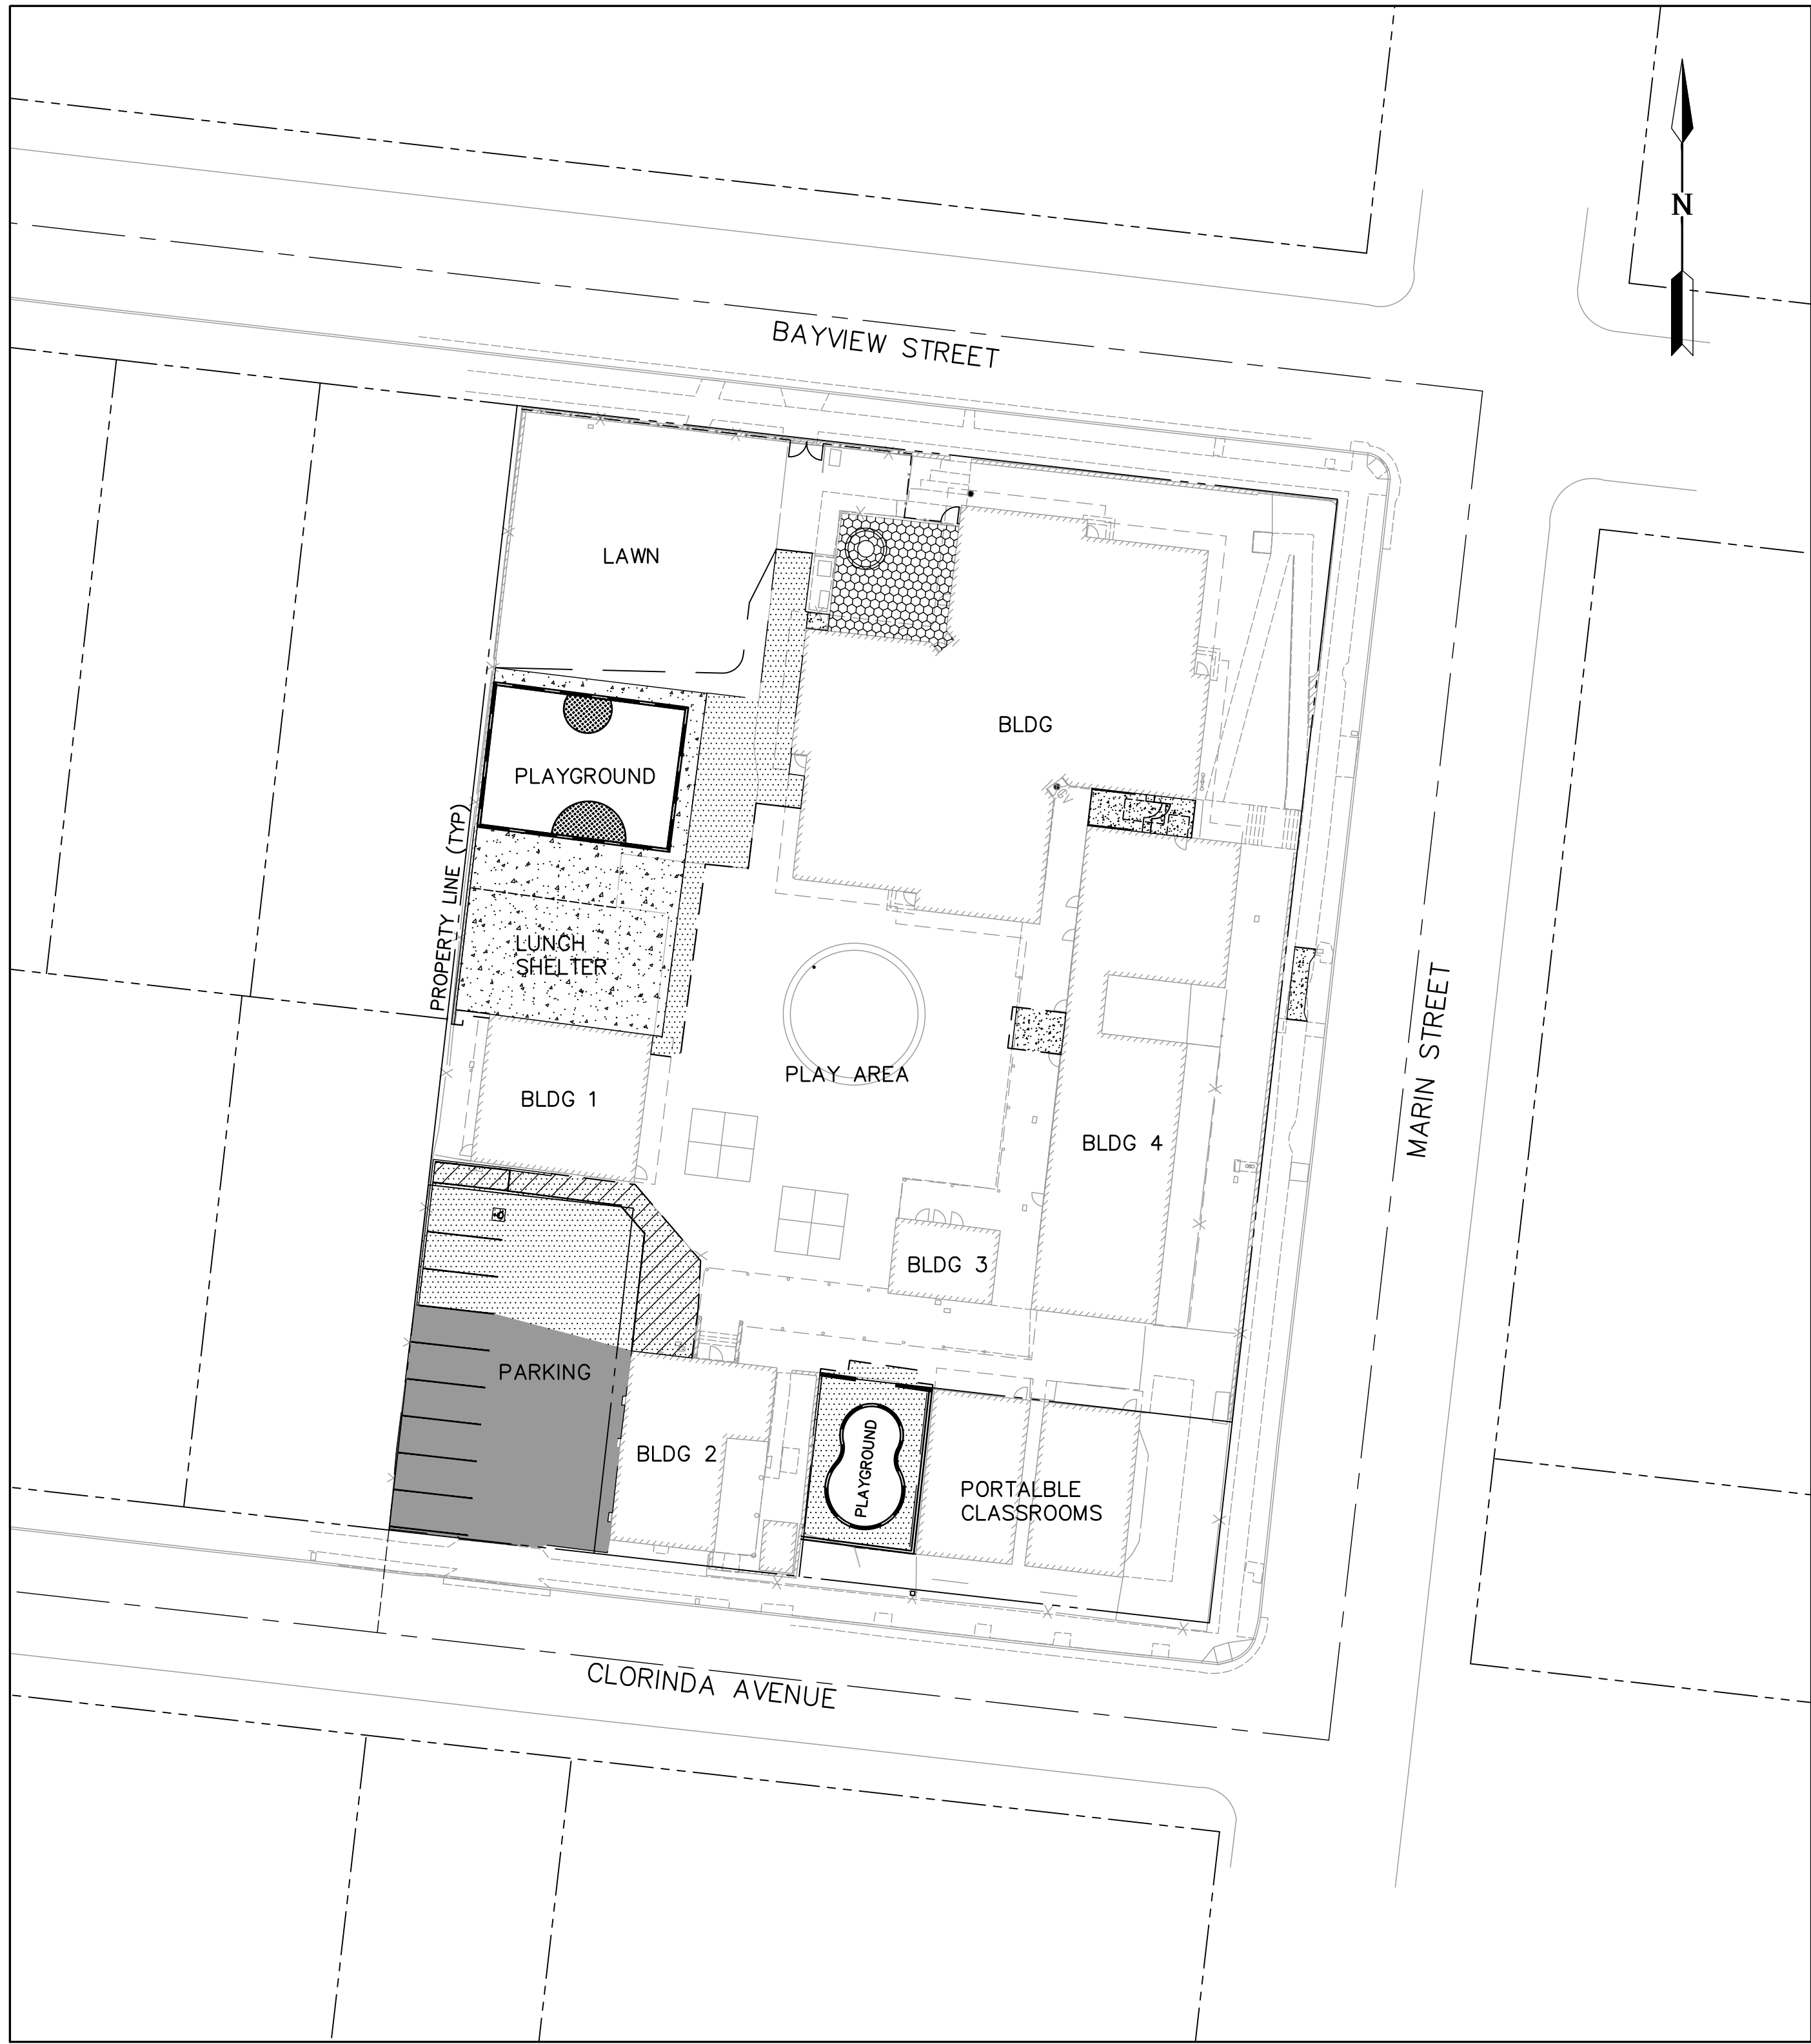 N
BAYVIEW STREET
LAWN
BLDG
PLAYGROUND
PROPERTY LINE (TYP)
LUNCH
SHELTER
MARIN STREET
PLAY AREA
BLDG 1
BLDG 4
BLDG 3
PARKING
BLDG 2
PLAYGROUND
PORTALBLE
CLASSROOMS
CLORINDA AVENUE